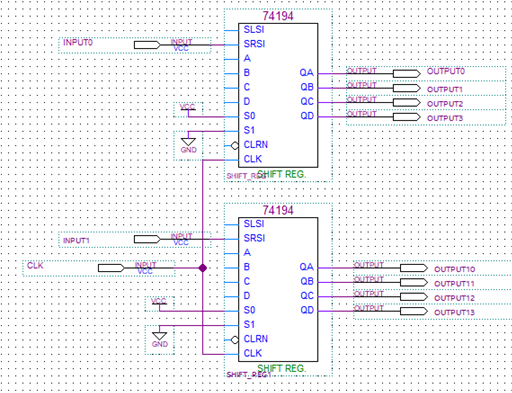 74194
SLSI
INPUT0 INPUT VCC SRSI
A
B QA OUTPUT OUTPUT0
C QB OUTPUT OUTPUT1
D QC OUTPUT OUTPUT2
VCC S0 QD OUTPUT OUTPUT3
S1
GND CLRN
CLK
SHIFT_REG SHIFT REG.
74194
SLSI
INPUT1 INPUT VCC SRSI
A
CLK INPUT VCC B QA OUTPUT OUTPUT10
C QB OUTPUT OUTPUT11
D QC OUTPUT OUTPUT12
VCC S0 QD OUTPUT OUTPUT13
S1
GND CLRN
CLK
SHIFT REG.
SHIFT_REG1